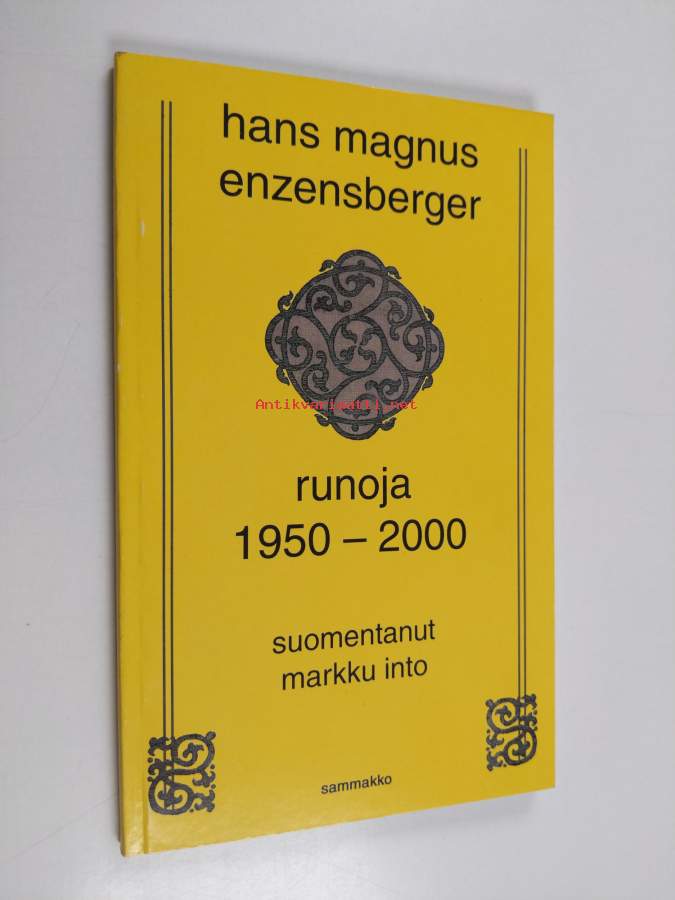 hans magnus
enzensberger
Antikvariaatti.net
runoja
1950 – 2000
suomentanut
markku into
sammakko